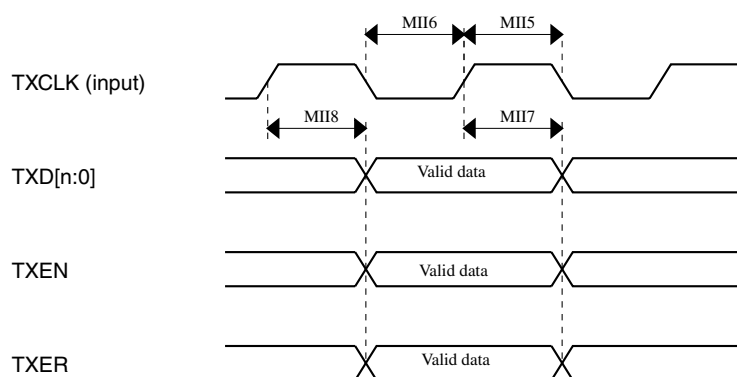 MII6 MII5
TXCLK (input)
MII8 MII7
TXD[n:0] Valid data
TXEN Valid data
TXER Valid data